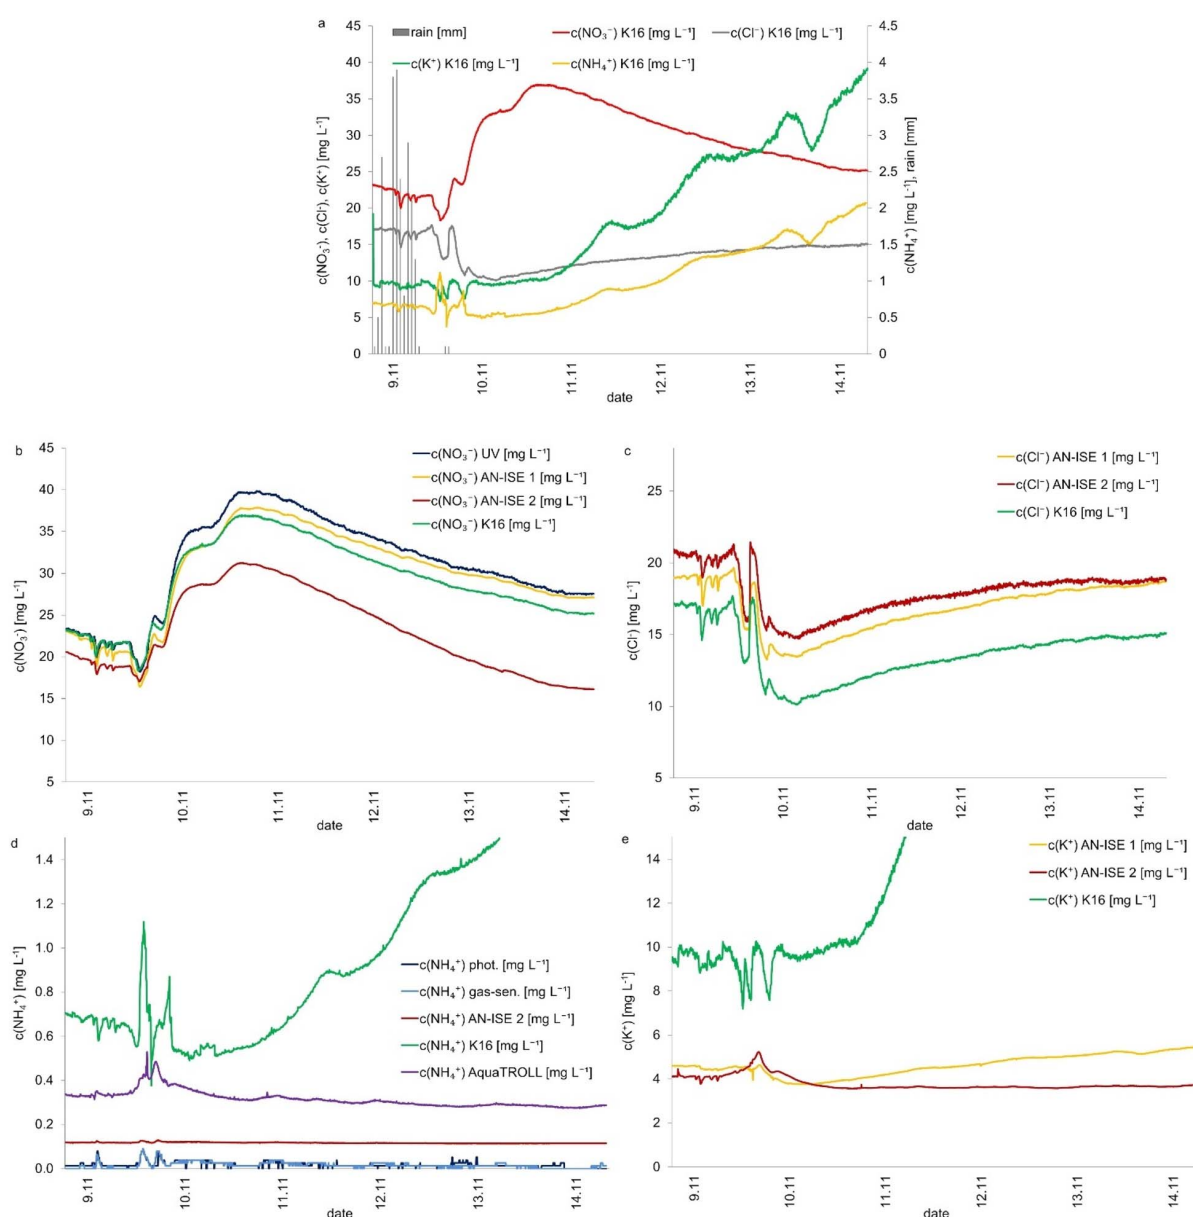 a
rain [mm]
c(NO₃⁻) K16 [mg L⁻¹]
c(Cl⁻) K16 [mg L⁻¹]
c(K⁺) K16 [mg L⁻¹]
c(NH₄⁺) K16 [mg L⁻¹]
45
40
35
30
25
20
15
10
5
0
c(NO₃⁻), c(Cl⁻), c(K⁺) [mg L⁻¹]
4.5
4
3.5
3
2.5
2
1.5
1
0.5
0
c(NH₄⁺) [mg L⁻¹], rain [mm]
9.11
10.11
11.11
12.11
13.11
14.11
date
b
c(NO₃⁻) UV [mg L⁻¹]
c(NO₃⁻) AN-ISE 1 [mg L⁻¹]
c(NO₃⁻) AN-ISE 2 [mg L⁻¹]
c(NO₃⁻) K16 [mg L⁻¹]
45
40
35
30
25
20
15
10
5
c(NO₃⁻) [mg L⁻¹]
9.11
10.11
11.11
12.11
13.11
14.11
date
c
c(Cl⁻) AN-ISE 1 [mg L⁻¹]
c(Cl⁻) AN-ISE 2 [mg L⁻¹]
c(Cl⁻) K16 [mg L⁻¹]
25
20
15
10
5
c(Cl⁻) [mg L⁻¹]
9.11
10.11
11.11
12.11
13.11
14.11
date
d
1.4
1.2
1.0
0.8
0.6
0.4
0.2
0.0
c(NH₄⁺) [mg L⁻¹]
c(NH₄⁺) phot. [mg L⁻¹]
c(NH₄⁺) gas-sen. [mg L⁻¹]
c(NH₄⁺) AN-ISE 2 [mg L⁻¹]
c(NH₄⁺) K16 [mg L⁻¹]
c(NH₄⁺) AquaTROLL [mg L⁻¹]
9.11
10.11
11.11
12.11
13.11
14.11
date
e
c(K⁺) AN-ISE 1 [mg L⁻¹]
c(K⁺) AN-ISE 2 [mg L⁻¹]
c(K⁺) K16 [mg L⁻¹]
14
12
10
8
6
4
2
0
c(K⁺) [mg L⁻¹]
9.11
10.11
11.11
12.11
13.11
14.11
date